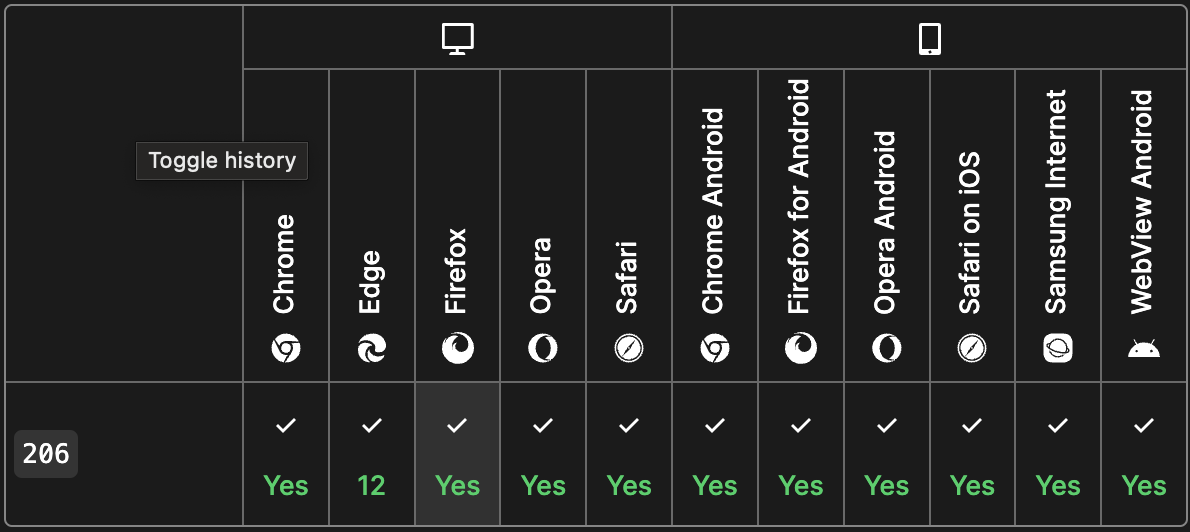 Toggle history
Chrome
Edge
Firefox
Opera
Safari
Chrome Android
Firefox for Android
Opera Android
Safari on iOS
Samsung Internet
WebView Android
206
Yes
12
Yes
Yes
Yes
Yes
Yes
Yes
Yes
Yes
Yes